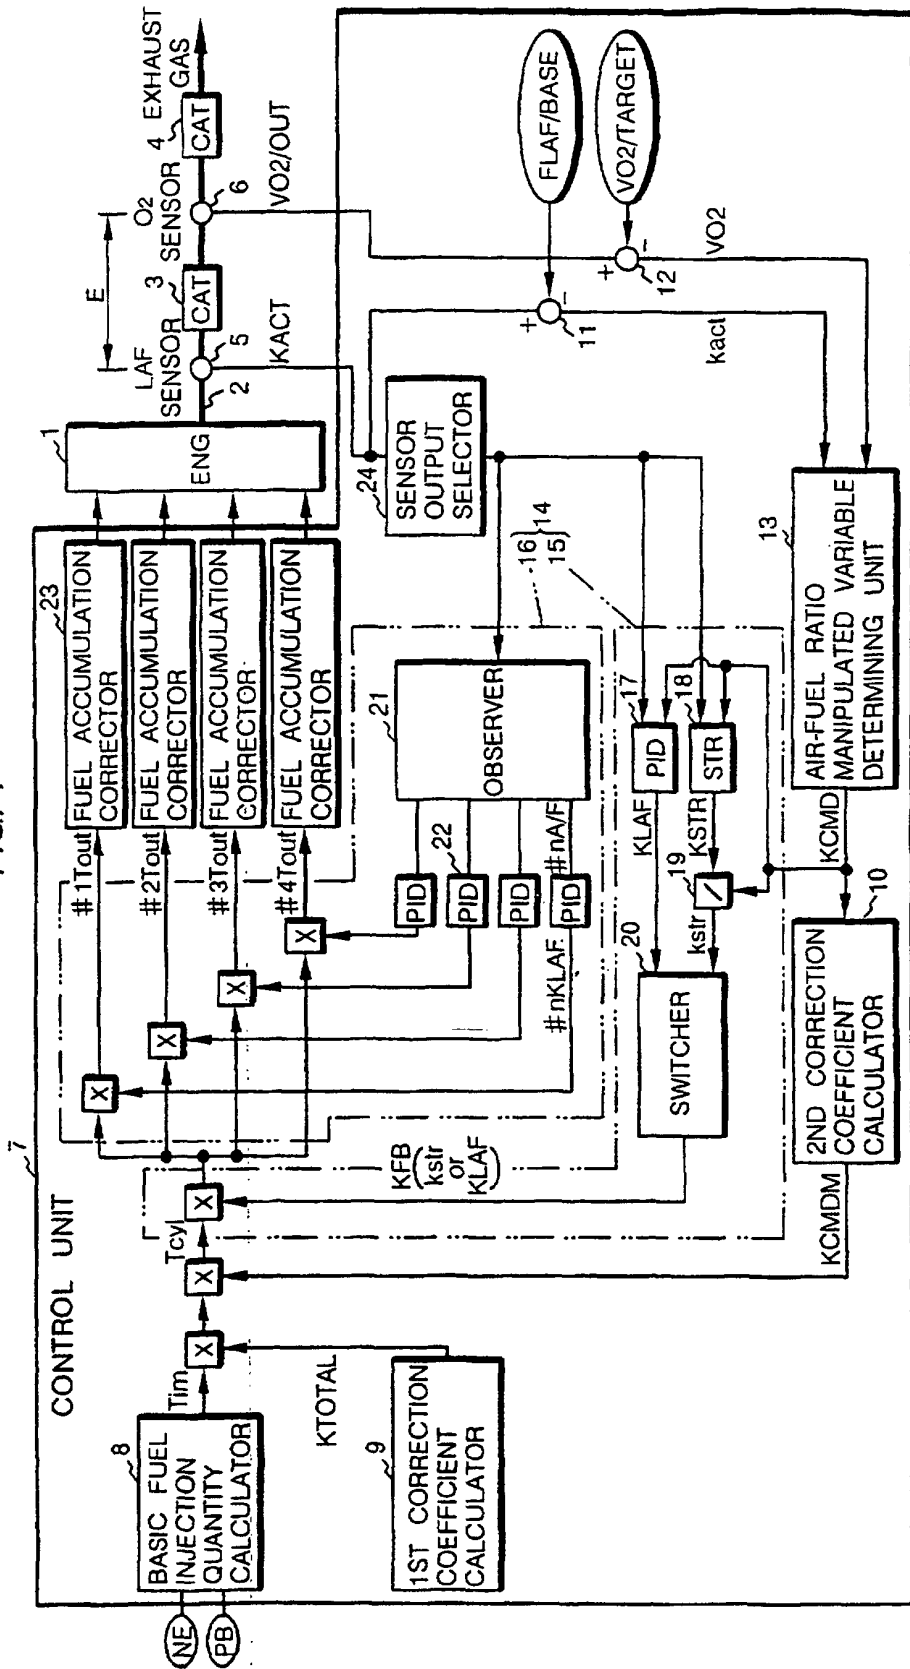 CONTROL UNIT
7
NE
PB
8
BASIC FUEL
INJECTION
QUANTITY
CALCULATOR
Tim
X
X
Tcyl
X
KTOTAL
9
1ST CORRECTION
COEFFICIENT
CALCULATOR
KFB
(kstr
or
KLAF)
KCMDM
X
X
X
X
#1Tout
#2Tout
#3Tout
#4Tout
23
FUEL ACCUMULATION
CORRECTOR
FUEL ACCUMULATION
CORRECTOR
FUEL ACCUMULATION
CORRECTOR
FUEL ACCUMULATION
CORRECTOR
1
ENG
2
LAF
SENSOR
5
KACT
E
3
CAT
O2
SENSOR
6
VO2/OUT
4
CAT
EXHAUST
GAS
24
SENSOR
OUTPUT
SELECTOR
16
15
14
21
OBSERVER
PID
PID
22
PID
PID
#nA/F
#nKLAF
17
PID
KLAF
18
STR
KSTR
19
/
kstr
20
SWITCHER
FLAF/BASE
VO2/TARGET
+
-
11
+
-
12
kact
VO2
13
AIR-FUEL RATIO
MANIPULATED VARIABLE
DETERMINING UNIT
KCMD
10
2ND CORRECTION
COEFFICIENT
CALCULATOR